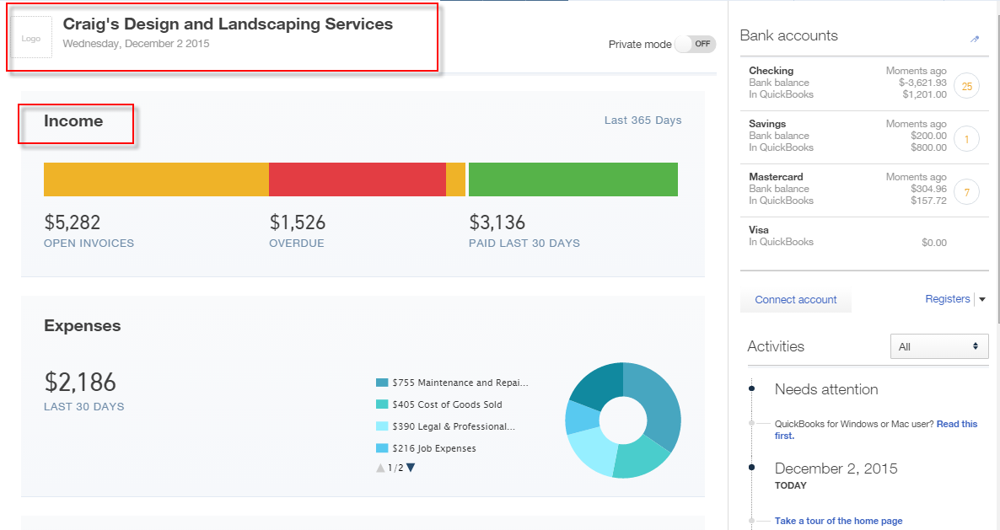 Logo
Craig's Design and Landscaping Services
Wednesday, December 2 2015
Private mode OFF
Income
Last 365 Days
$5,282
OPEN INVOICES
$1,526
OVERDUE
$3,136
PAID LAST 30 DAYS
Expenses
$2,186
LAST 30 DAYS
$755 Maintenance and Repai...
$405 Cost of Goods Sold
$390 Legal & Professional...
$216 Job Expenses
1/2
Bank accounts
Checking Moments ago
Bank balance $-3,621.93
In QuickBooks $1,201.00
25
Savings Moments ago
Bank balance $200.00
In QuickBooks $800.00
1
Mastercard Moments ago
Bank balance $304.96
In QuickBooks $157.72
7
Visa
In QuickBooks $0.00
Connect account
Registers
Activities
All
Needs attention
QuickBooks for Windows or Mac user? Read this
first.
December 2, 2015
TODAY
Take a tour of the home page